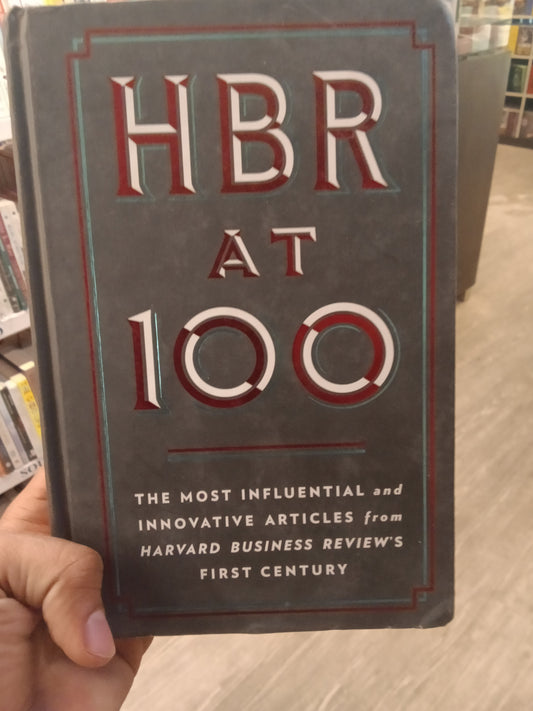 HBR
AT
100
THE MOST INFLUENTIAL and
INNOVATIVE ARTICLES from
HARVARD BUSINESS REVIEW'S
FIRST CENTURY